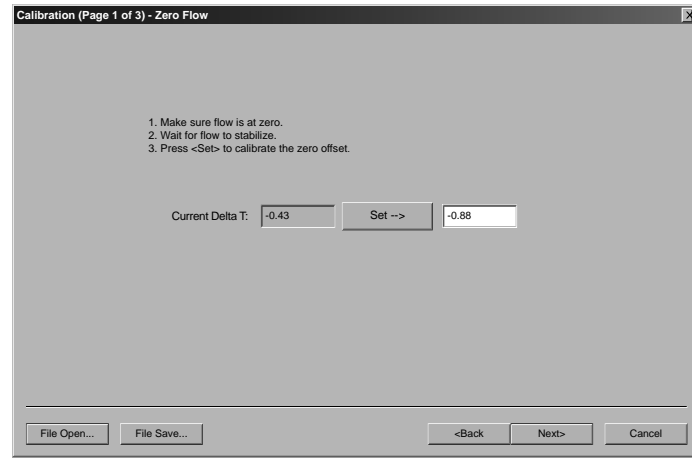 Calibration (Page 1 of 3) - Zero Flow
X
1. Make sure flow is at zero.
2. Wait for flow to stabilize.
3. Press <Set> to calibrate the zero offset.
Current Delta T: -0.43 Set --> -0.88
File Open... File Save... <Back Next> Cancel